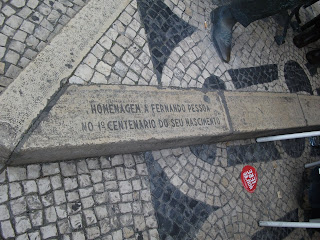 HOMENAGEM A FERNANDO PESSOA
NO 1º CENTENARIO DO SEU NASCIMENTO